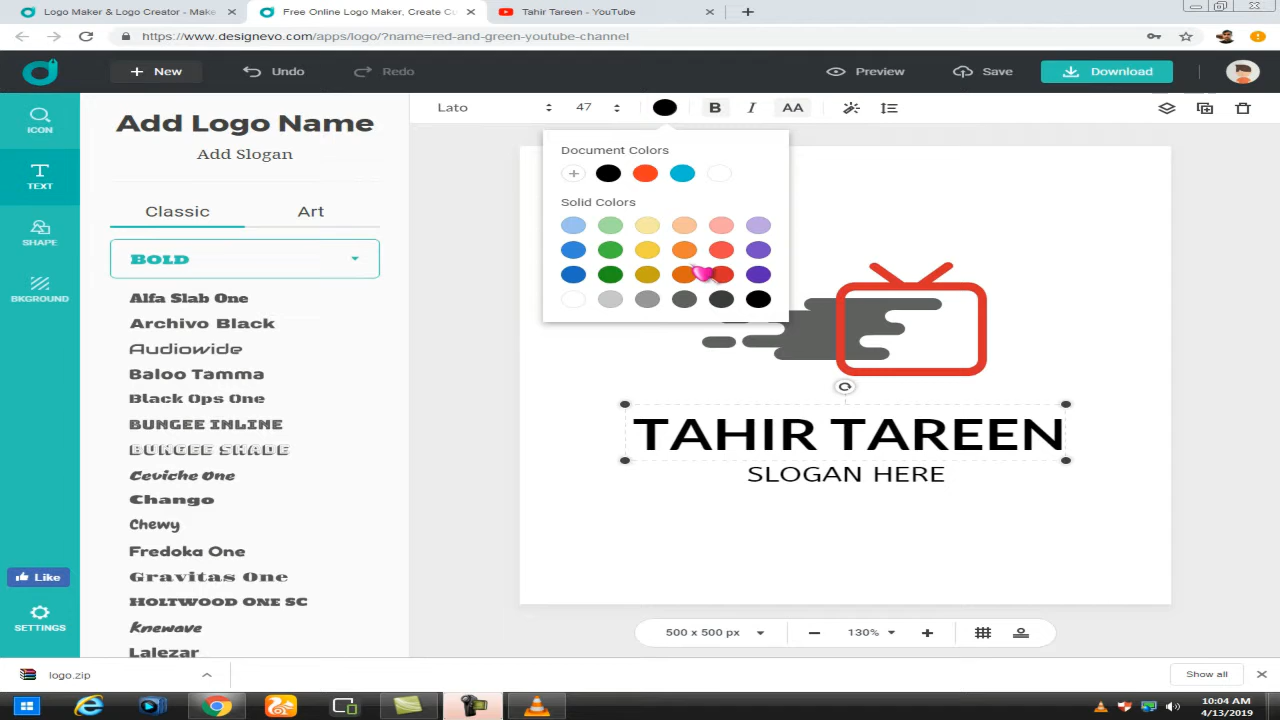 Logo Maker & Logo Creator - Make
Free Online Logo Maker, Create Cu
Tahir Tareen - YouTube
https://www.designevo.com/apps/logo/?name=red-and-green-youtube-channel
New
Undo
Redo
Preview
Save
Download
ICON
TEXT
SHAPE
BKGROUND
Like
SETTINGS
Add Logo Name
Add Slogan
Classic
Art
BOLD
Alfa Slab One
Archivo Black
Audiowide
Baloo Tamma
Black Ops One
BUNGEE INLINE
BUNGEE SHADE
Ceviche One
Chango
Chewy
Fredoka One
Gravitas One
HOLTWOOD ONE SC
Knewave
Lalezar
Lato
47
B
I
AA
Document Colors
Solid Colors
TAHIR TAREEN
SLOGAN HERE
500 x 500 px
130%
logo.zip
Show all
10:04 AM
4/13/2019